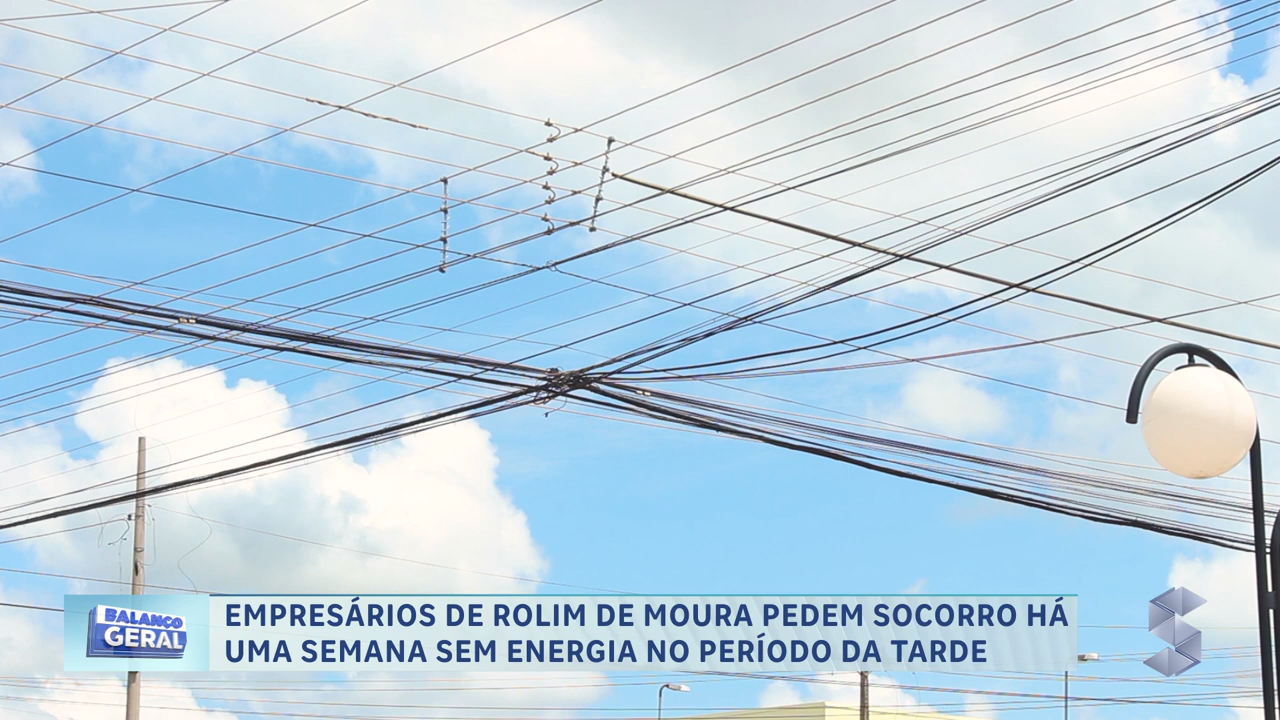 BALANÇO
GERAL
EMPRESÁRIOS DE ROLIM DE MOURA PEDEM SOCORRO HÁ
UMA SEMANA SEM ENERGIA NO PERÍODO DA TARDE